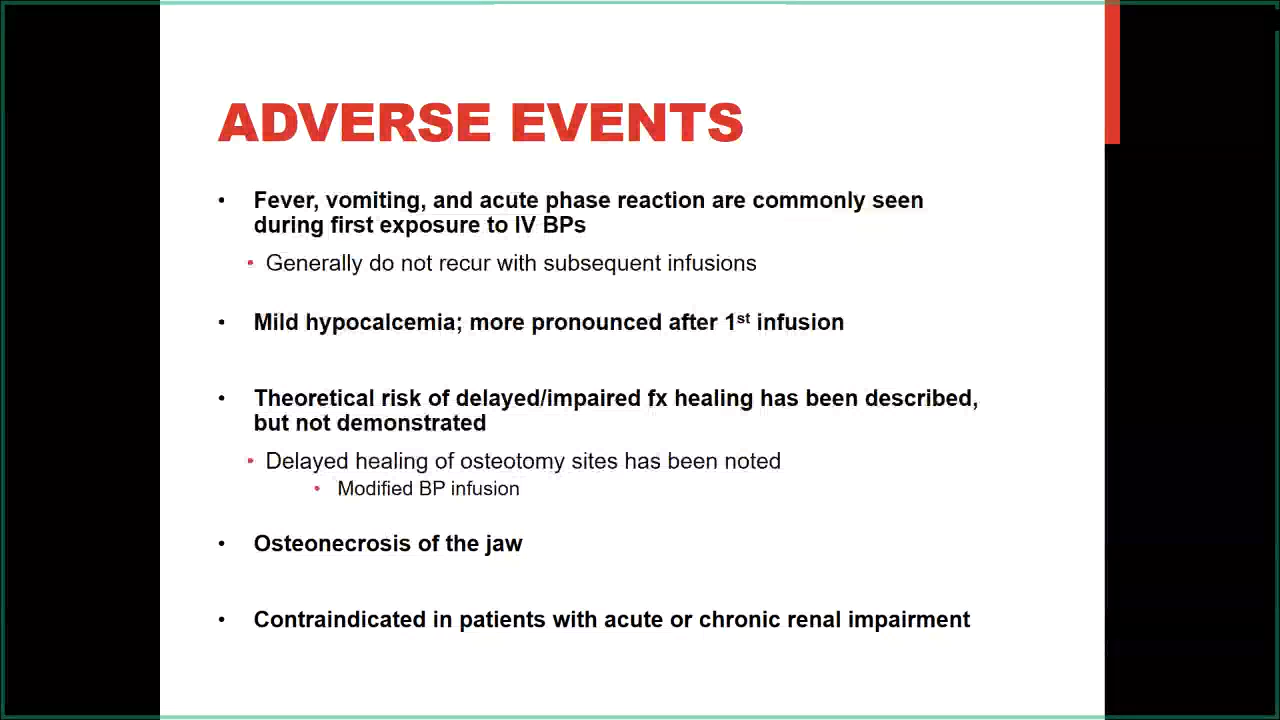 ADVERSE EVENTS
• Fever, vomiting, and acute phase reaction are commonly seen
during first exposure to IV BPs
• Generally do not recur with subsequent infusions
• Mild hypocalcemia; more pronounced after 1st infusion
• Theoretical risk of delayed/impaired fx healing has been described,
but not demonstrated
• Delayed healing of osteotomy sites has been noted
• Modified BP infusion
• Osteonecrosis of the jaw
• Contraindicated in patients with acute or chronic renal impairment